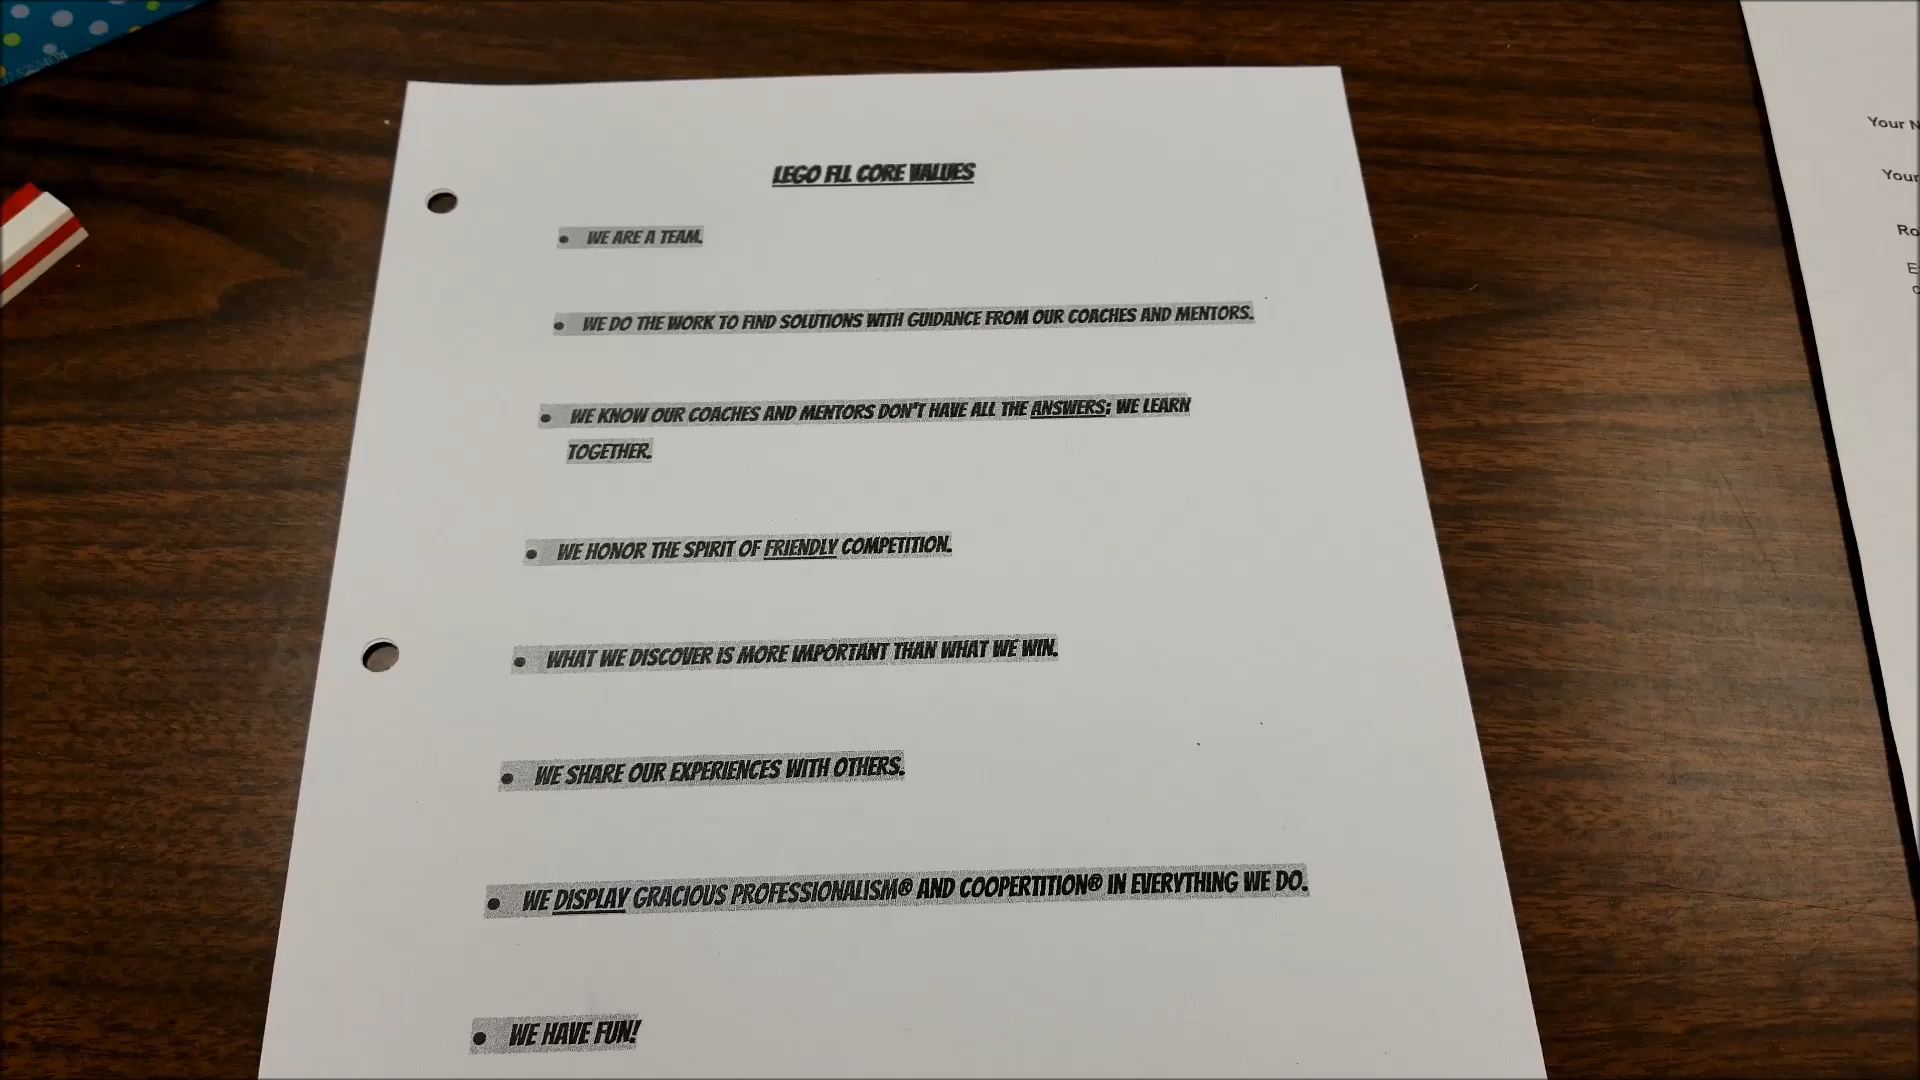 LEGO FLL CORE VALUES
• WE ARE A TEAM.
• WE DO THE WORK TO FIND SOLUTIONS WITH GUIDANCE FROM OUR COACHES AND MENTORS.
• WE KNOW OUR COACHES AND MENTORS DON'T HAVE ALL THE ANSWERS; WE LEARN
TOGETHER.
• WE HONOR THE SPIRIT OF FRIENDLY COMPETITION.
• WHAT WE DISCOVER IS MORE IMPORTANT THAN WHAT WE WIN.
• WE SHARE OUR EXPERIENCES WITH OTHERS.
• WE DISPLAY GRACIOUS PROFESSIONALISM® AND COOPERTITION® IN EVERYTHING WE DO.
• WE HAVE FUN!
Your
Your